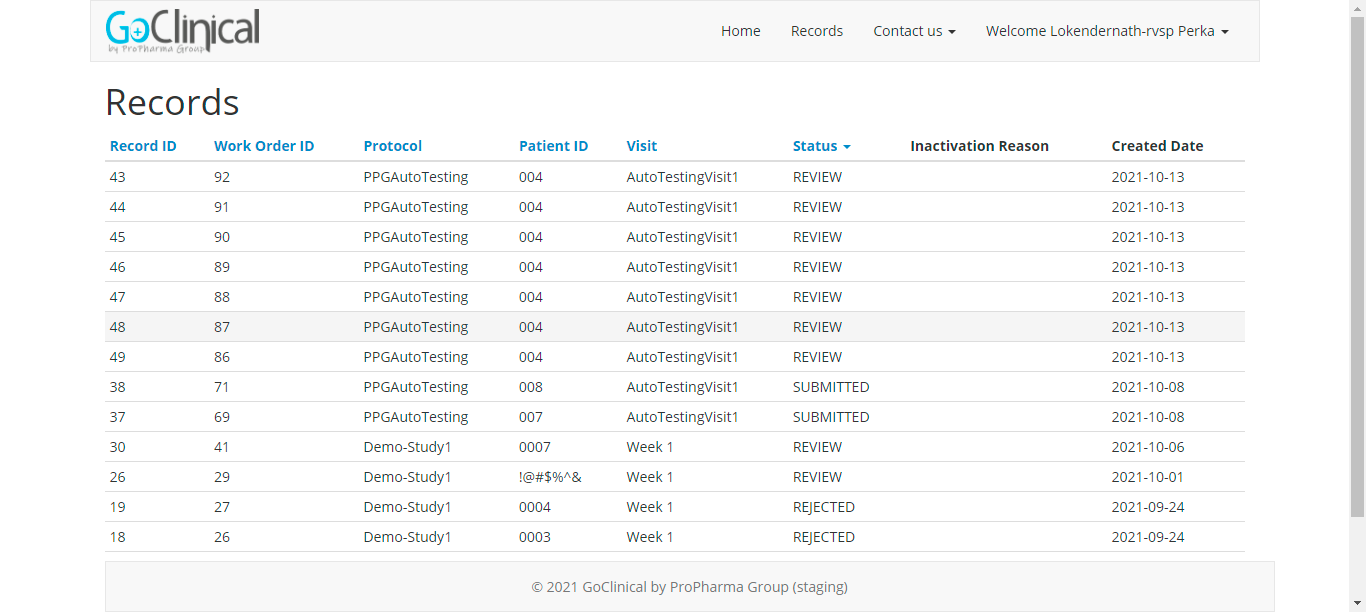 GoClinical
by ProPharma Group
Home Records Contact us Welcome Lokendernath-rvsp Perka
Records
Record ID Work Order ID Protocol Patient ID Visit Status Inactivation Reason Created Date
43 92 PPGAutoTesting 004 AutoTestingVisit1 REVIEW 2021-10-13
44 91 PPGAutoTesting 004 AutoTestingVisit1 REVIEW 2021-10-13
45 90 PPGAutoTesting 004 AutoTestingVisit1 REVIEW 2021-10-13
46 89 PPGAutoTesting 004 AutoTestingVisit1 REVIEW 2021-10-13
47 88 PPGAutoTesting 004 AutoTestingVisit1 REVIEW 2021-10-13
48 87 PPGAutoTesting 004 AutoTestingVisit1 REVIEW 2021-10-13
49 86 PPGAutoTesting 004 AutoTestingVisit1 REVIEW 2021-10-13
38 71 PPGAutoTesting 008 AutoTestingVisit1 SUBMITTED 2021-10-08
37 69 PPGAutoTesting 007 AutoTestingVisit1 SUBMITTED 2021-10-08
30 41 Demo-Study1 0007 Week 1 REVIEW 2021-10-06
26 29 Demo-Study1 !@#$%^& Week 1 REVIEW 2021-10-01
19 27 Demo-Study1 0004 Week 1 REJECTED 2021-09-24
18 26 Demo-Study1 0003 Week 1 REJECTED 2021-09-24
© 2021 GoClinical by ProPharma Group (staging)